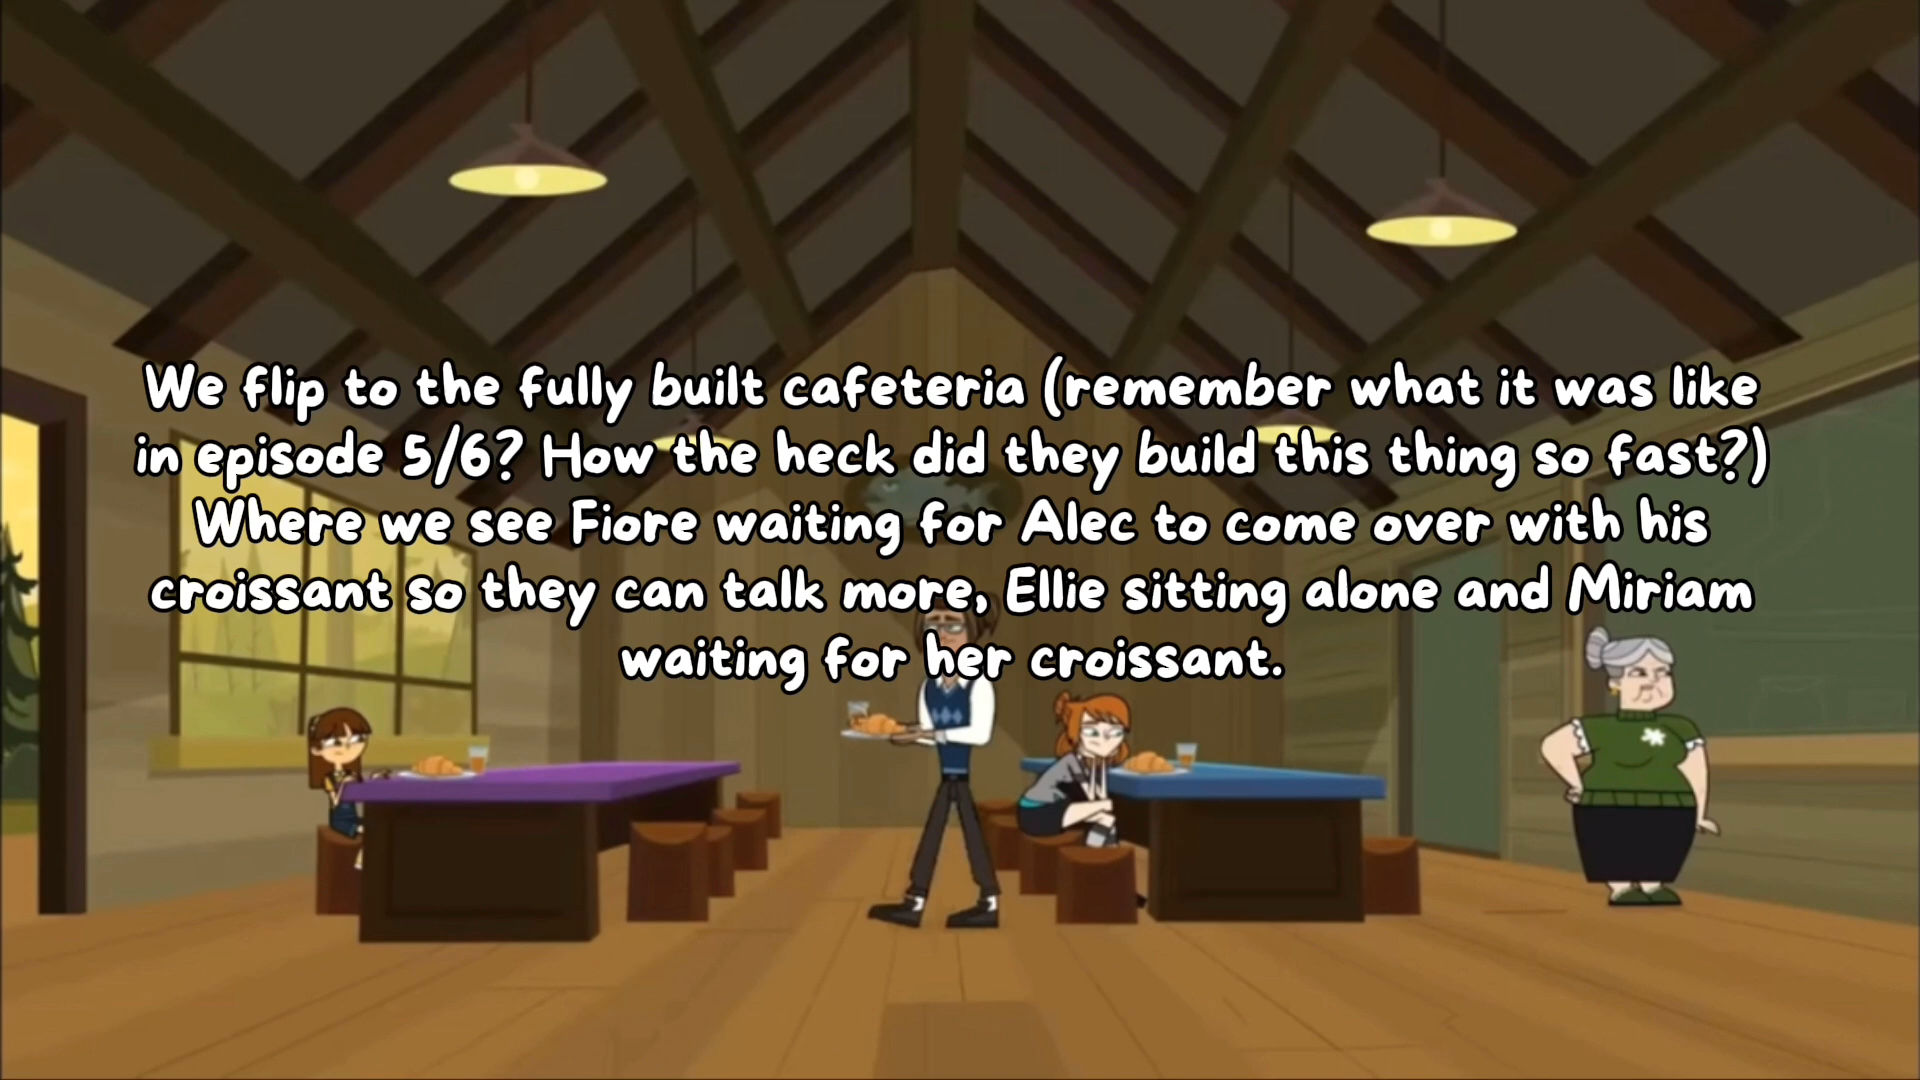 We flip to the fully built cafeteria (remember what it was like
in episode 5/6? How the heck did they build this thing so fast?)
Where we see Fiore waiting for Alec to come over with his
croissant so they can talk more, Ellie sitting alone and Miriam
waiting for her croissant.